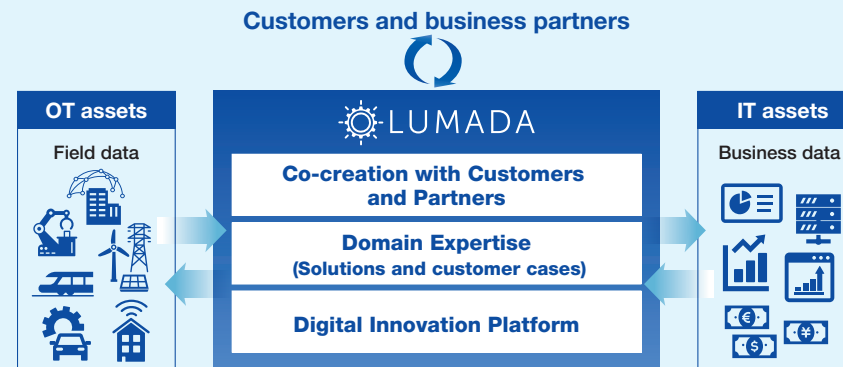 Customers and business partners
OT assets
Field data
LUMADA
Co-creation with Customers
and Partners
Domain Expertise
(Solutions and customer cases)
Digital Innovation Platform
IT assets
Business data
€
$
¥